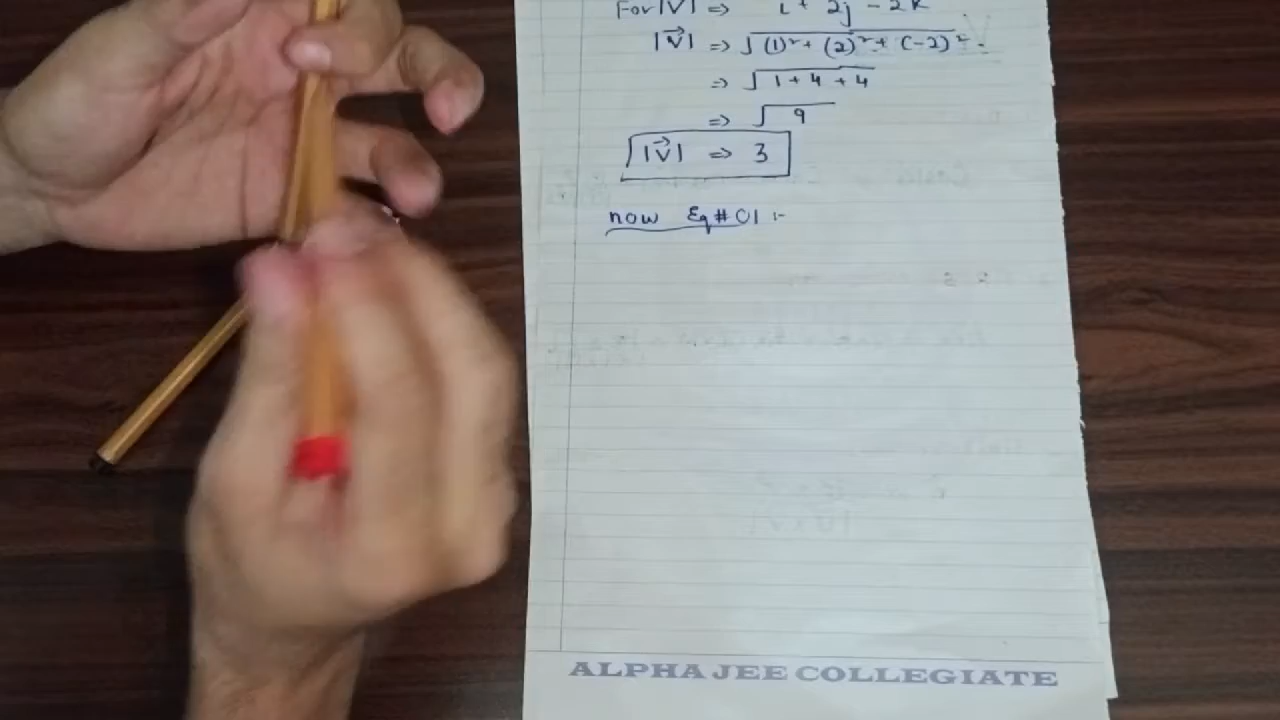 For |V| => i + 2j - 2k
|V⃗| => √(1)² + (2)² + (-2)²
=> √1 + 4 + 4
=> √9
|V⃗| => 3
now Eq # 01 :-
ALPHA JEE COLLEGIATE